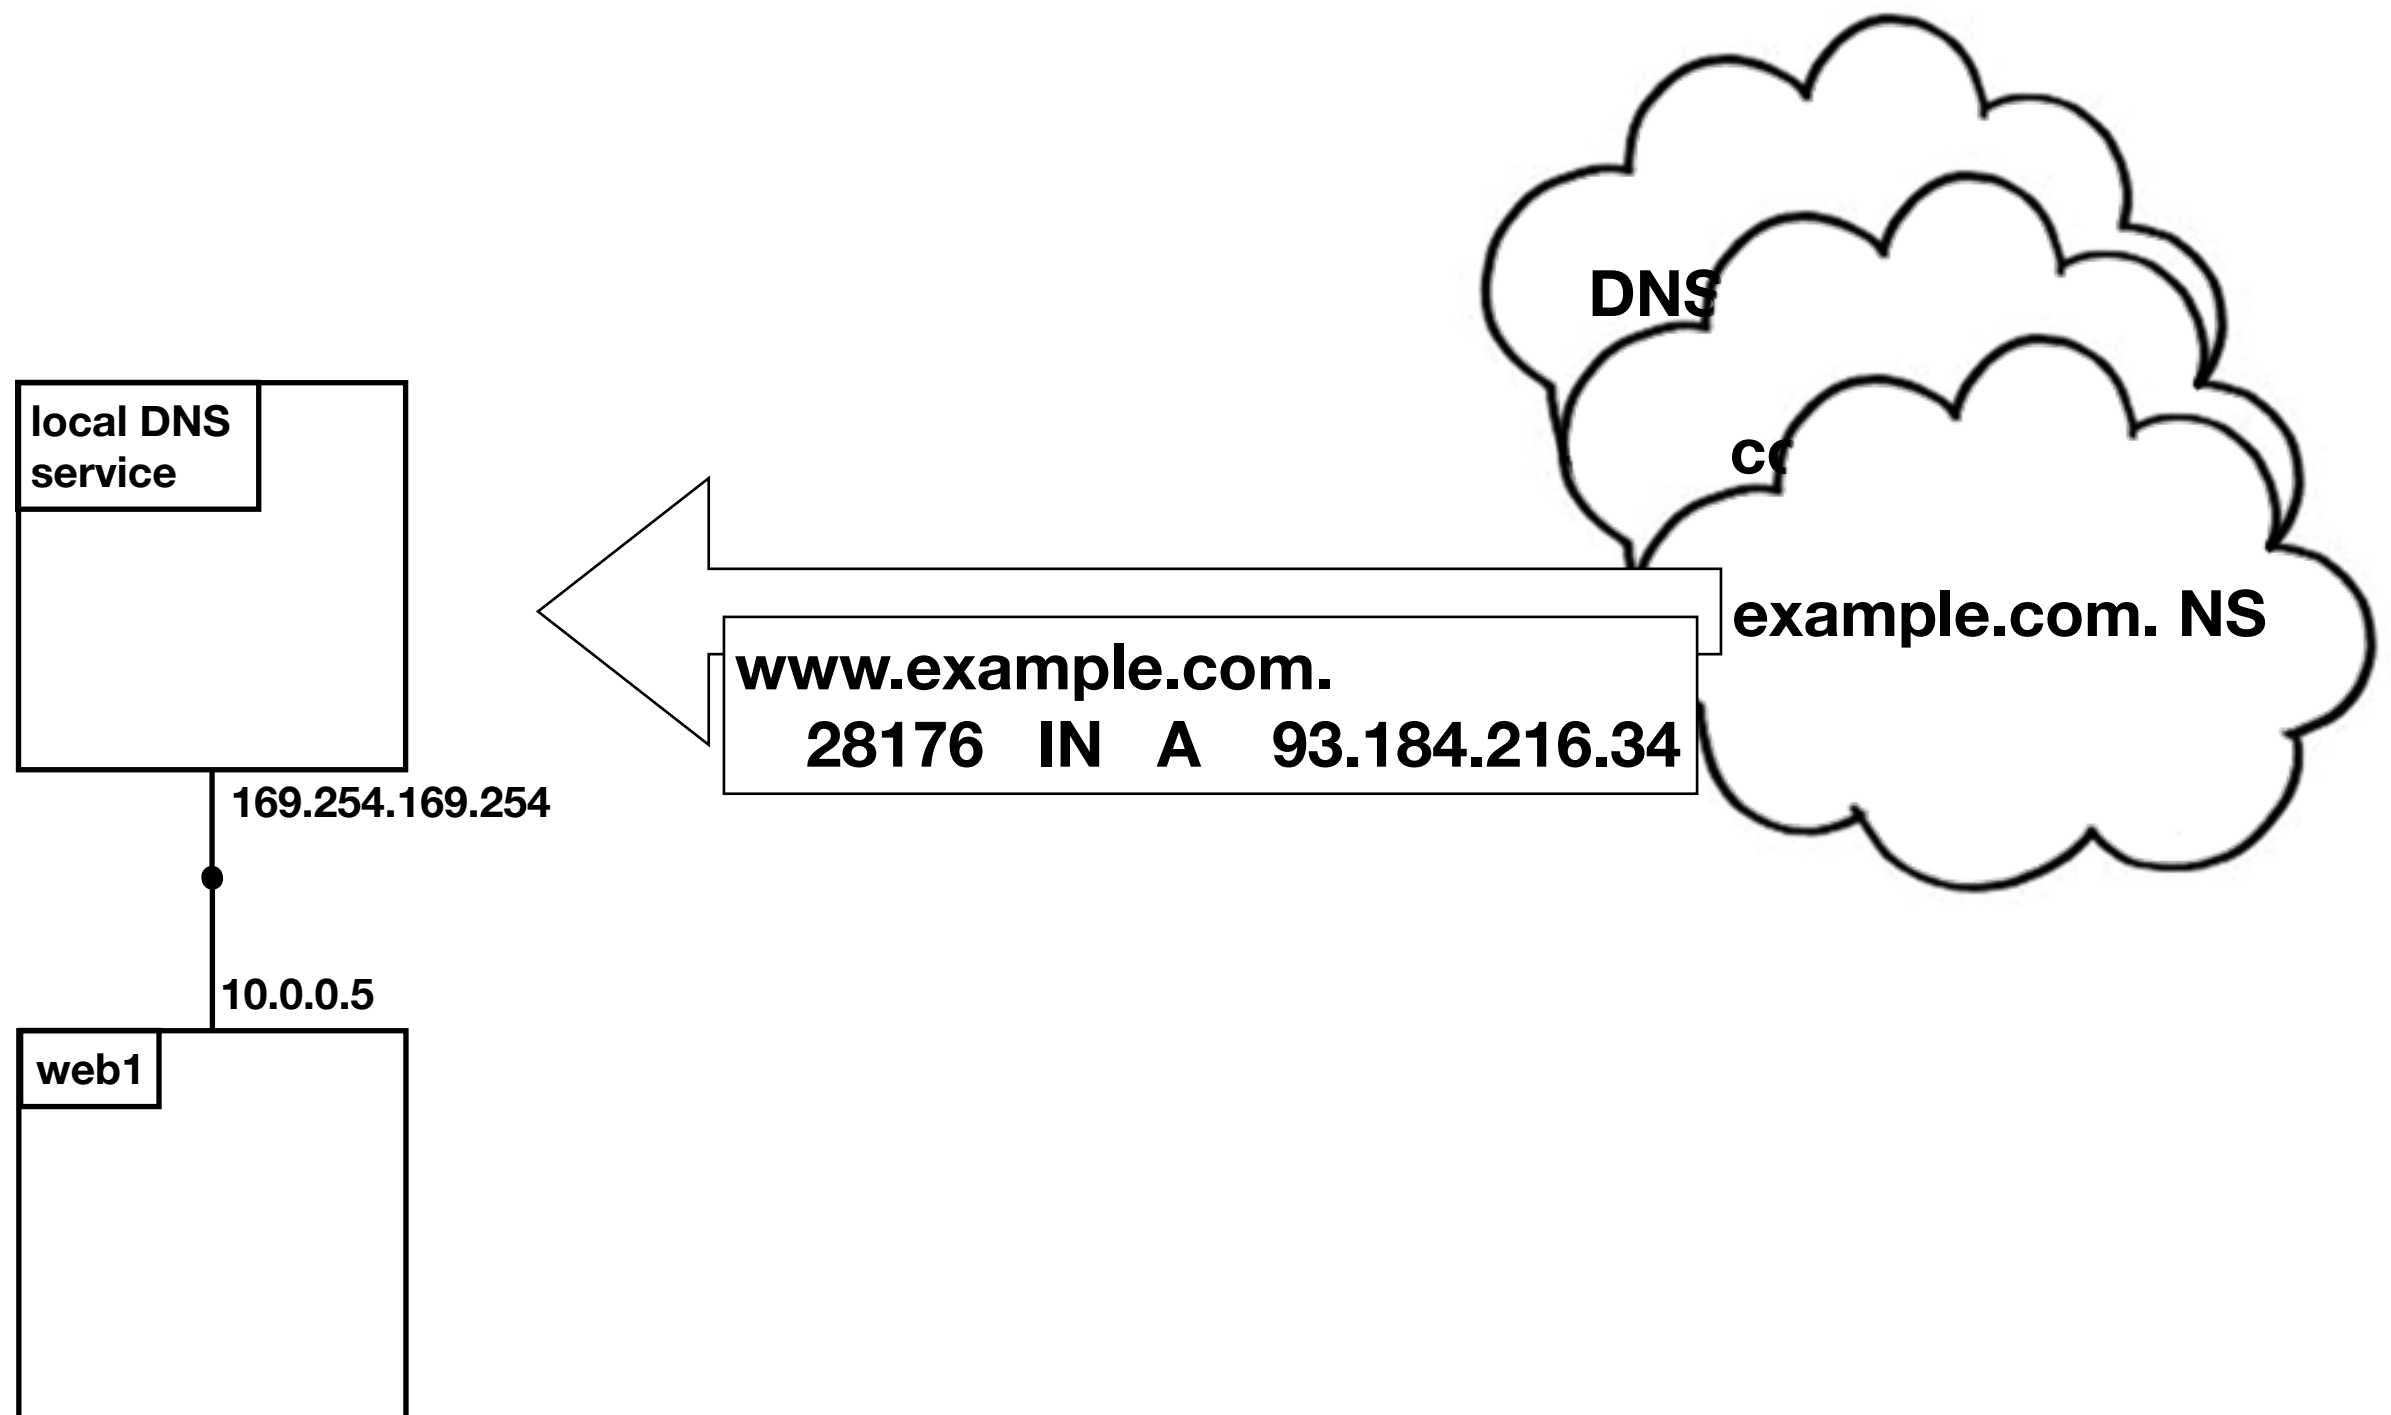 DNS
local DNS
service
example.com. NS
www.example.com.
28176 IN A 93.184.216.34
169.254.169.254
10.0.0.5
web1